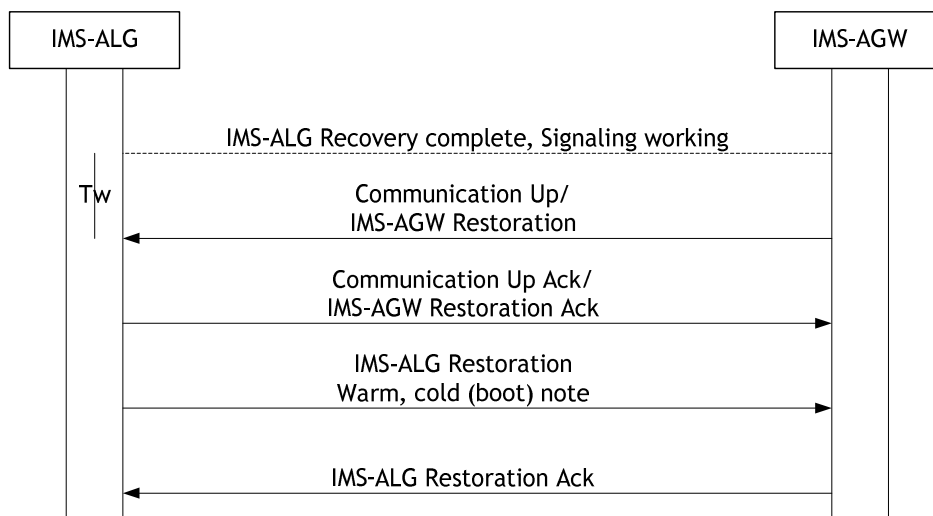 IMS-ALG
IMS-AGW
IMS-ALG Recovery complete, Signaling working
Tw
Communication Up/
IMS-AGW Restoration
Communication Up Ack/
IMS-AGW Restoration Ack
IMS-ALG Restoration
Warm, cold (boot) note
IMS-ALG Restoration Ack